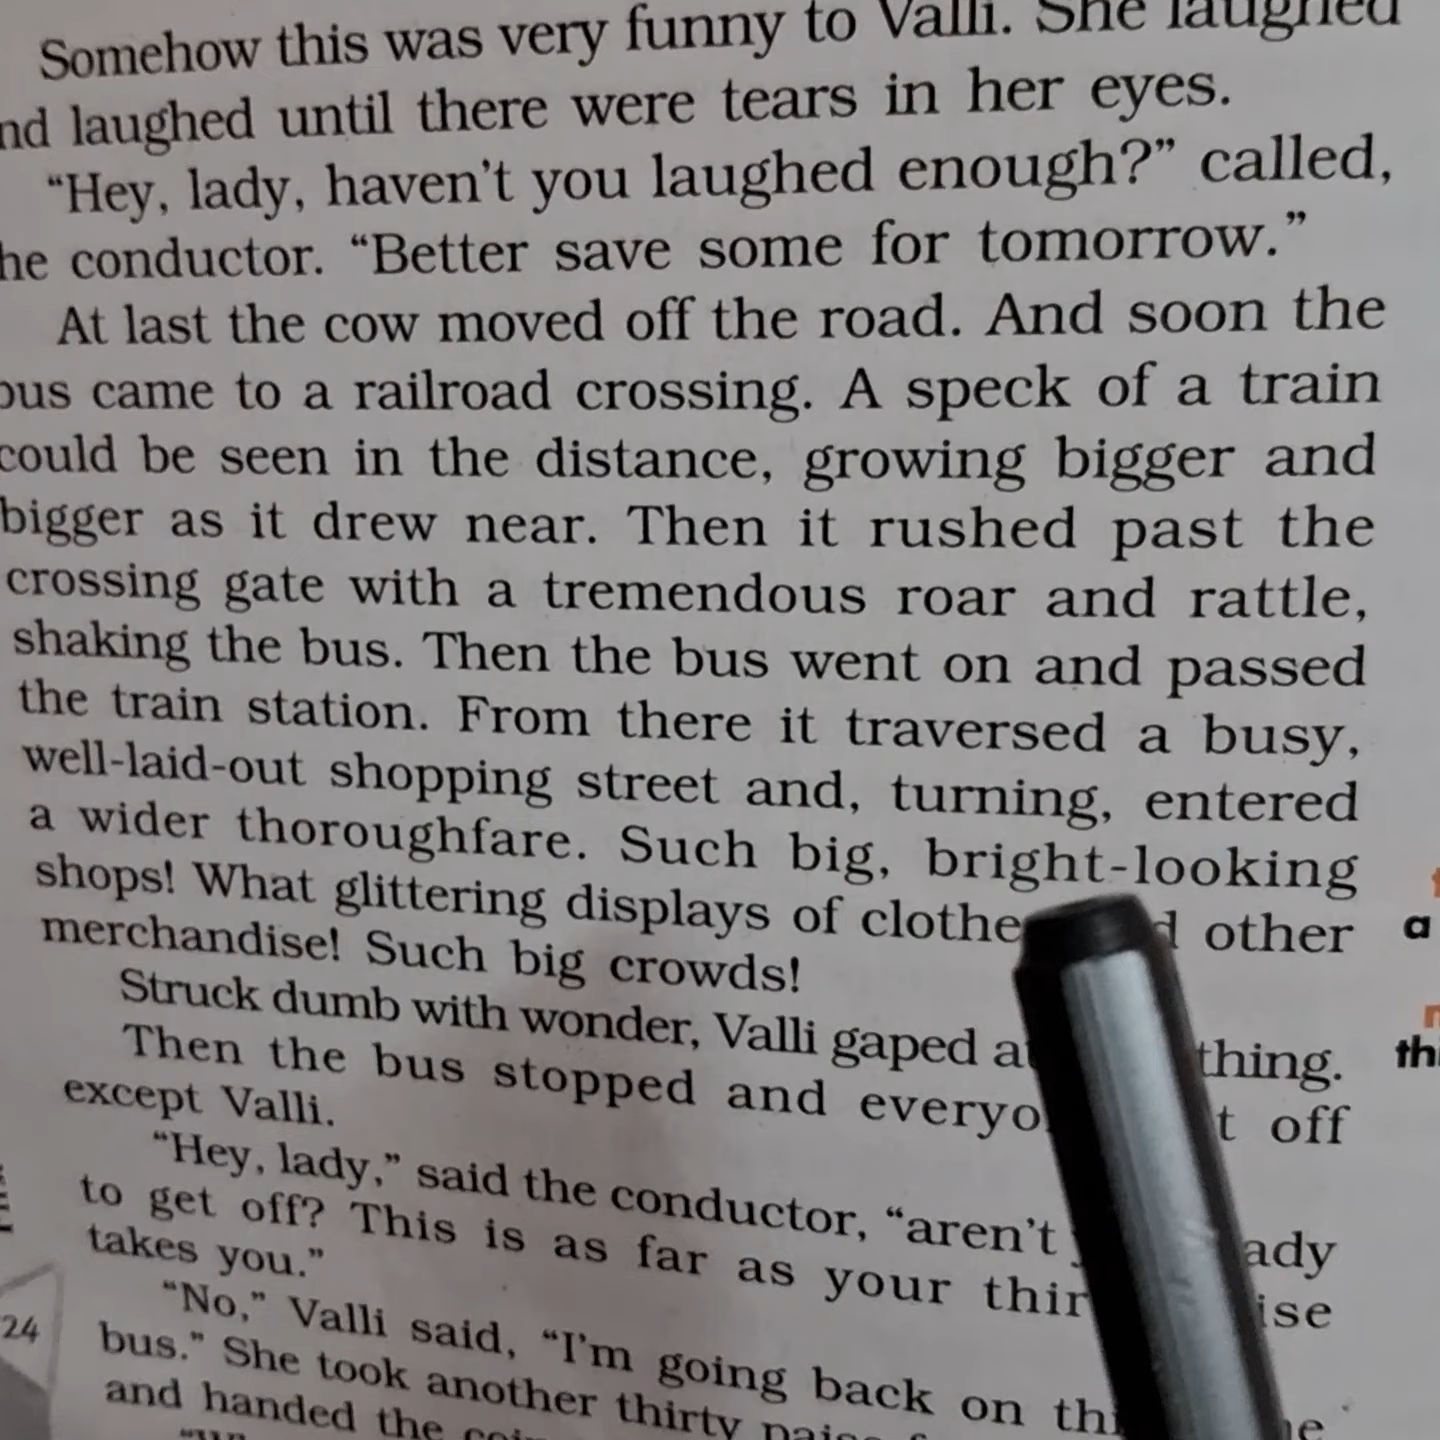 Somehow this was very funny to Valli. She laughed
nd laughed until there were tears in her eyes.
“Hey, lady, haven’t you laughed enough?” called,
he conductor. “Better save some for tomorrow.”
At last the cow moved off the road. And soon the
bus came to a railroad crossing. A speck of a train
could be seen in the distance, growing bigger and
bigger as it drew near. Then it rushed past the
crossing gate with a tremendous roar and rattle,
shaking the bus. Then the bus went on and passed
the train station. From there it traversed a busy,
well-laid-out shopping street and, turning, entered
a wider thoroughfare. Such big, bright-looking
shops! What glittering displays of clothe d other
merchandise! Such big crowds!
Struck dumb with wonder, Valli gaped a thing.
Then the bus stopped and everyo t off
except Valli.
“Hey, lady,” said the conductor, “aren’t ady
to get off? This is as far as your thir ise
takes you.”
“No,” Valli said, “I’m going back on th e
bus.” She took another thirty
and handed the
a
th
24